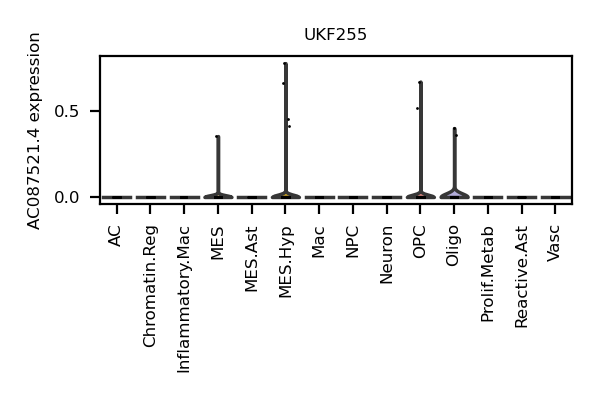 UKF255
AC087521.4 expression
0.5
0.0
AC
Chromatin.Reg
Inflammatory.Mac
MES
MES.Ast
MES.Hyp
Mac
NPC
Neuron
OPC
Oligo
Prolif.Metab
Reactive.Ast
Vasc